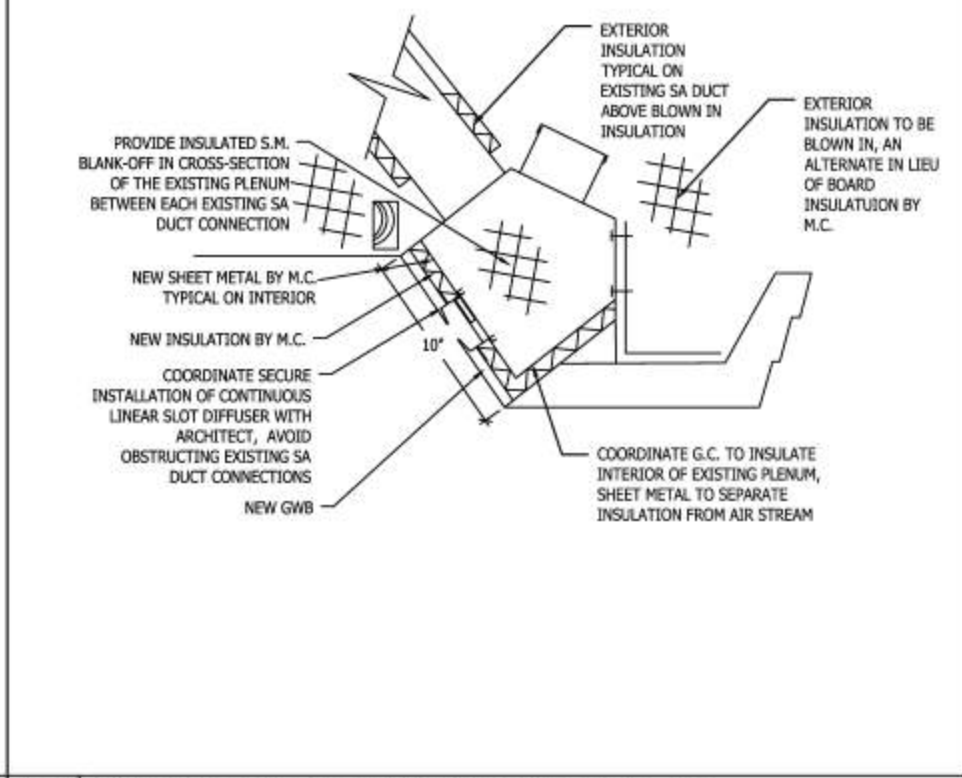 EXTERIOR
INSULATION
TYPICAL ON
EXISTING SA DUCT
ABOVE BLOWN IN
INSULATION
EXTERIOR
INSULATION TO BE
BLOWN IN, AN
ALTERNATE IN LIEU
OF BOARD
INSULATUION BY
M.C.
PROVIDE INSULATED S.M.
BLANK-OFF IN CROSS-SECTION
OF THE EXISTING PLENUM
BETWEEN EACH EXISTING SA
DUCT CONNECTION
NEW SHEET METAL BY M.C.
TYPICAL ON INTERIOR
NEW INSULATION BY M.C.
10"
COORDINATE SECURE
INSTALLATION OF CONTINUOUS
LINEAR SLOT DIFFUSER WITH
ARCHITECT, AVOID
OBSTRUCTING EXISTING SA
DUCT CONNECTIONS
NEW GWB
COORDINATE G.C. TO INSULATE
INTERIOR OF EXISTING PLENUM,
SHEET METAL TO SEPARATE
INSULATION FROM AIR STREAM